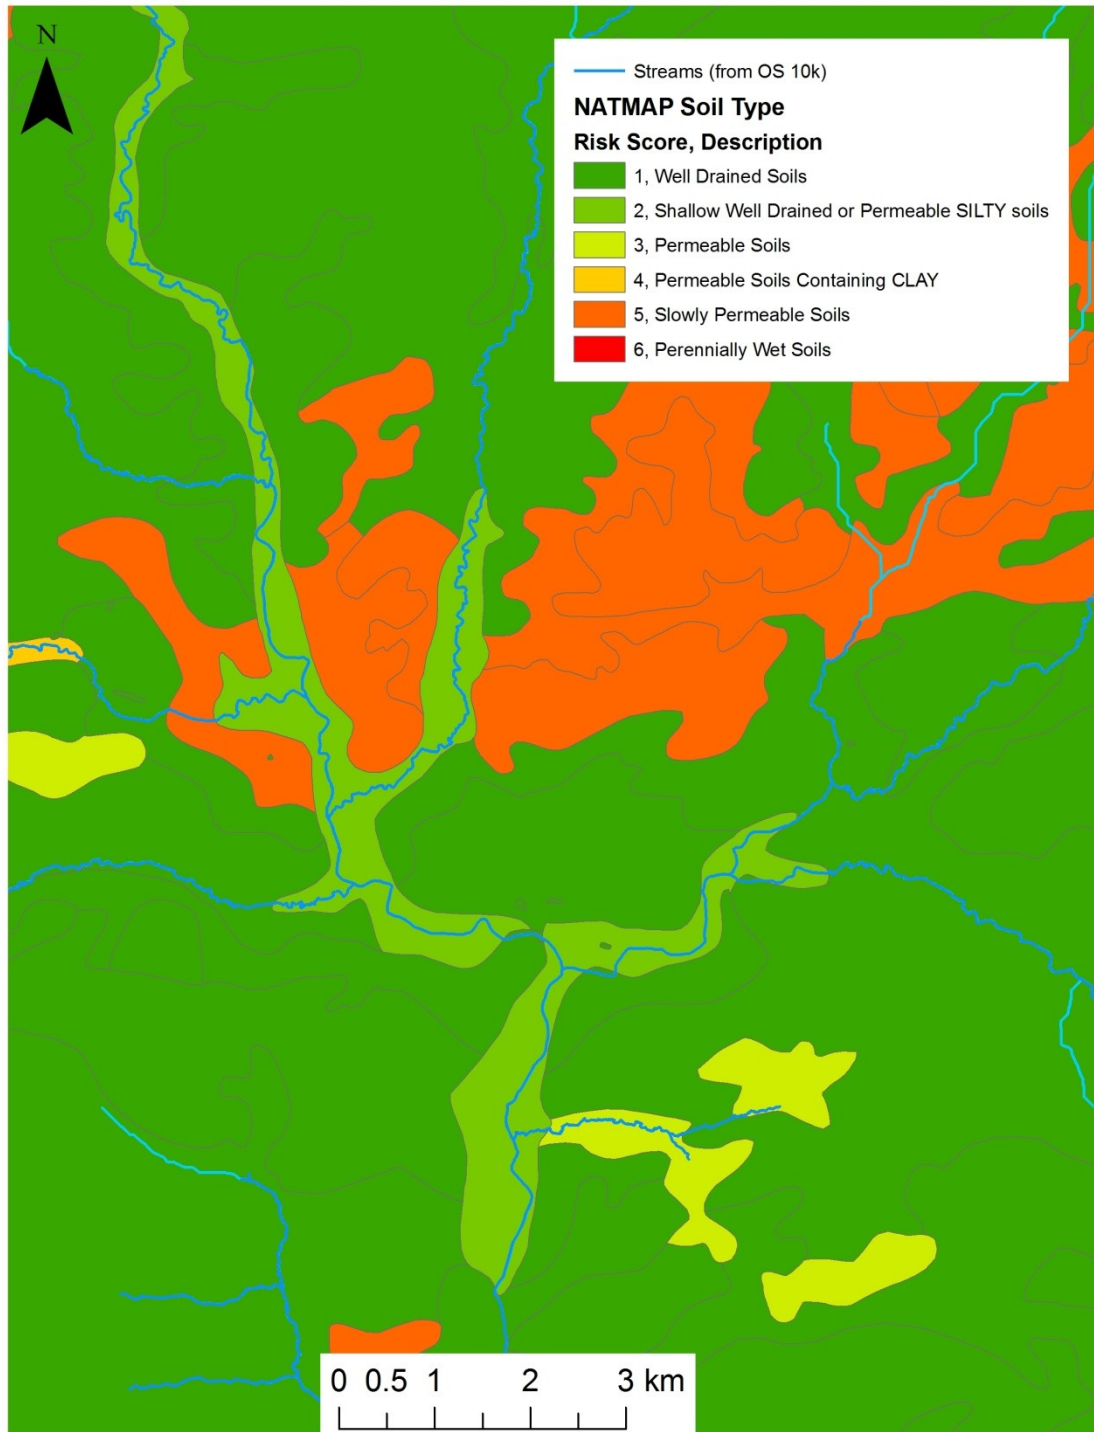 N
Streams (from OS 10k)
NATMAP Soil Type
Risk Score, Description
1, Well Drained Soils
2, Shallow Well Drained or Permeable SILTY soils
3, Permeable Soils
4, Permeable Soils Containing CLAY
5, Slowly Permeable Soils
6, Perennially Wet Soils
0 0.5 1 2 3 km